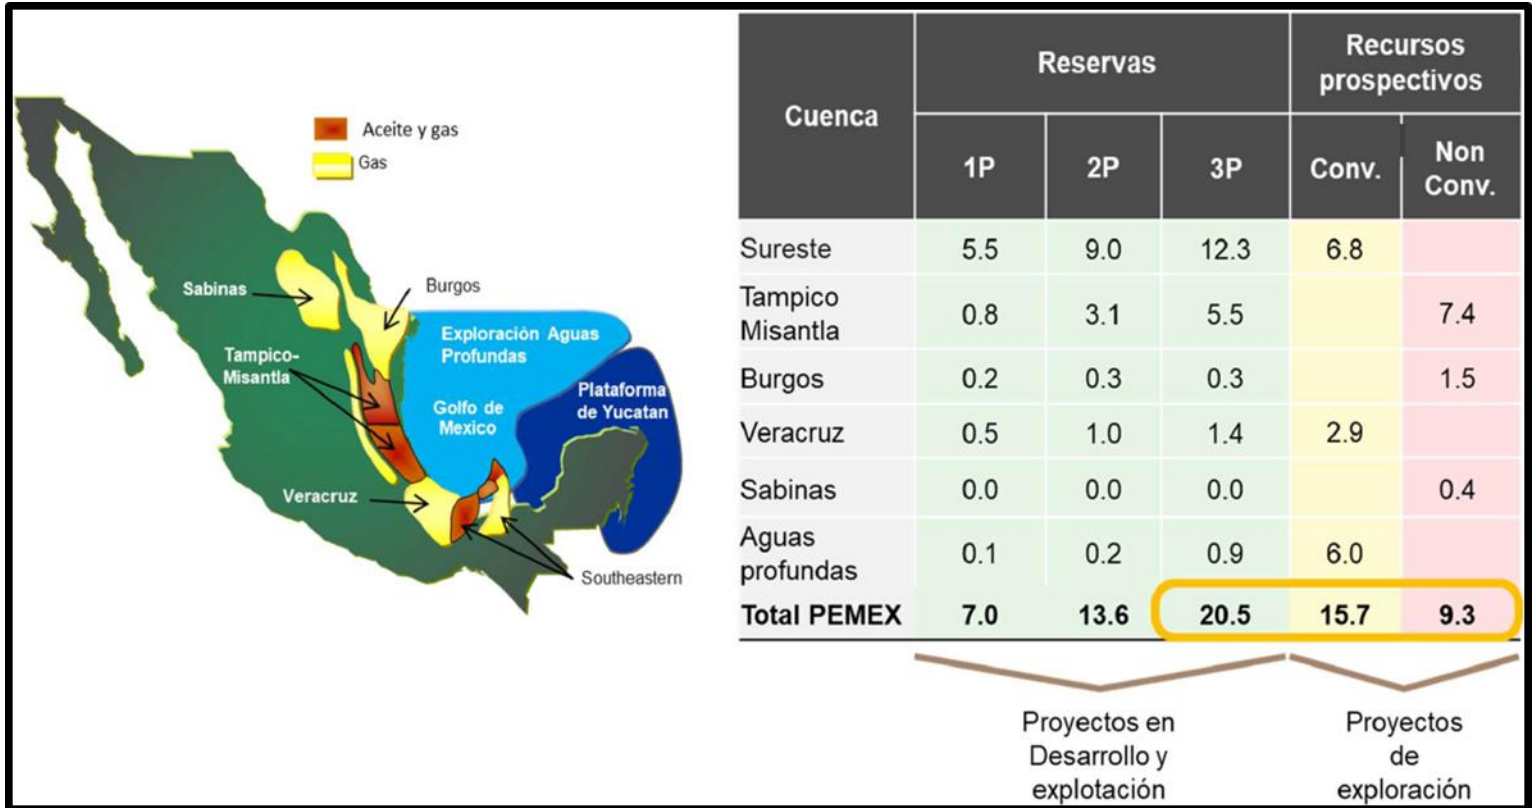 Aceite y gas
Gas
Sabinas
Burgos
Exploración Aguas
Profundas
Tampico-
Misantla
Plataforma
de Yucatan
Golfo de
Mexico
Veracruz
Southeastern
Cuenca Reservas Recursos
prospectivos
1P 2P 3P Conv. Non
Conv.
Sureste 5.5 9.0 12.3 6.8
Tampico
Misantla 0.8 3.1 5.5 7.4
Burgos 0.2 0.3 0.3 1.5
Veracruz 0.5 1.0 1.4 2.9
Sabinas 0.0 0.0 0.0 0.4
Aguas
profundas 0.1 0.2 0.9 6.0
Total PEMEX 7.0 13.6 20.5 15.7 9.3
Proyectos en
Desarrollo y
explotación
Proyectos
de
exploración